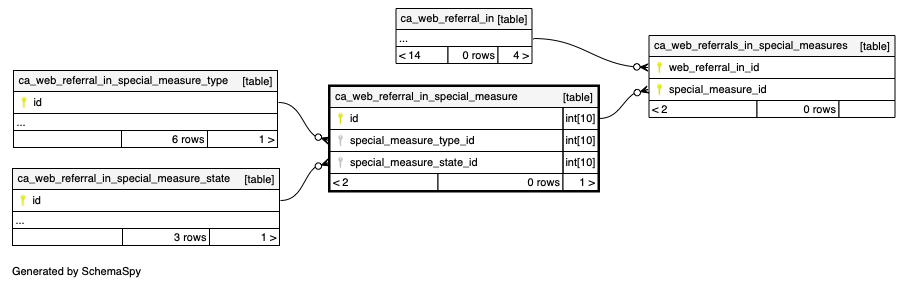 ca_web_referral_in [table]
...
< 14 0 rows 4 >
ca_web_referrals_in_special_measures [table]
web_referral_in_id
special_measure_id
< 2 0 rows
ca_web_referral_in_special_measure_type [table]
id
...
6 rows 1 >
ca_web_referral_in_special_measure [table]
id int[10]
special_measure_type_id int[10]
special_measure_state_id int[10]
< 2 0 rows 1 >
ca_web_referral_in_special_measure_state [table]
id
...
3 rows 1 >
Generated by SchemaSpy